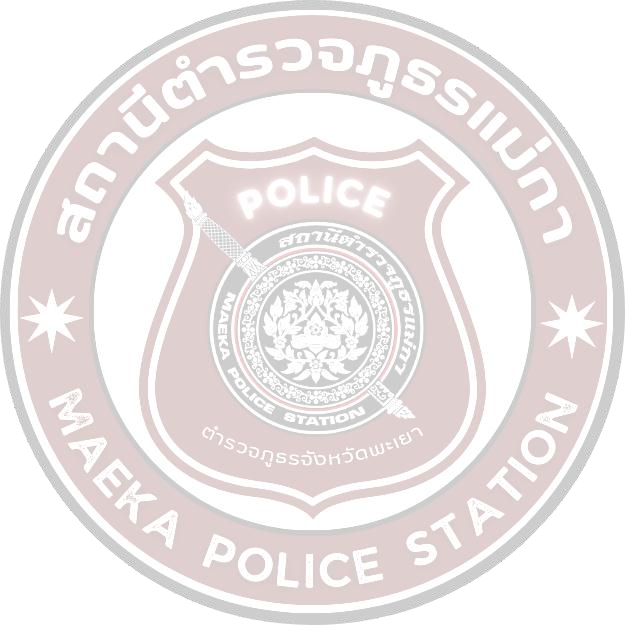 สถานีตำรวจภูธรแม่กา
POLICE
สถานีตำรวจภูธรแม่กา
MAEKA POLICE STATION
ตำรวจภูธรจังหวัดพะเยา
MAEKA POLICE STATION